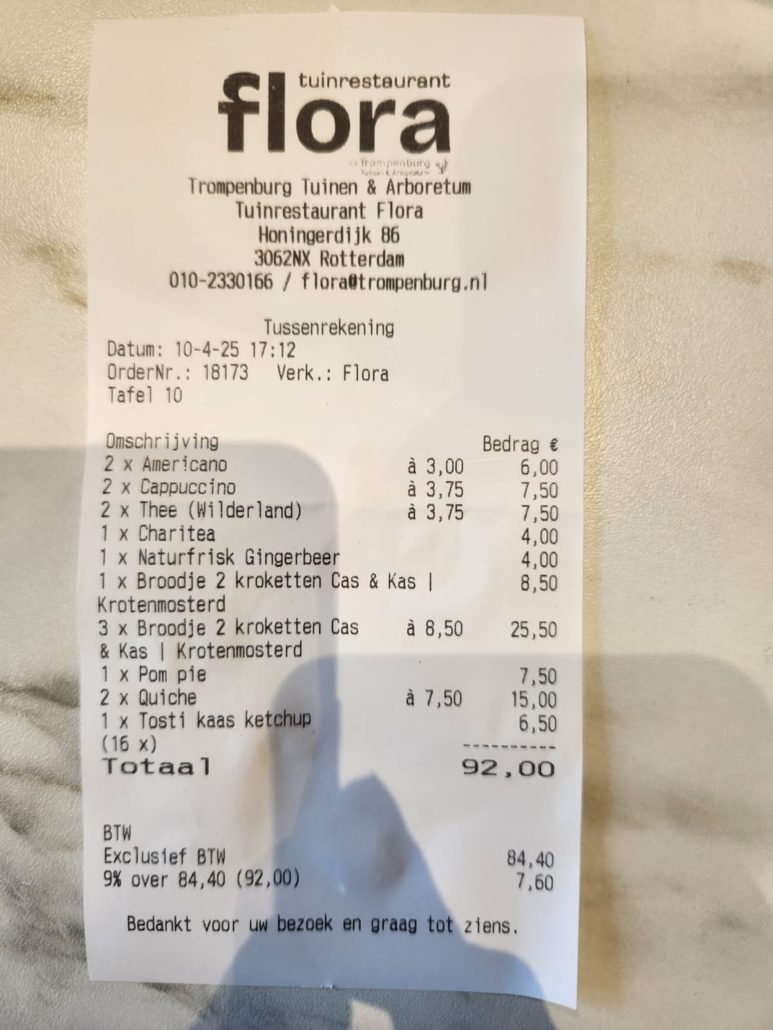 tuinrestaurant
flora
Trompenburg
Tuinen & Arboretum
Trompenburg Tuinen & Arboretum
Tuinrestaurant Flora
Honingerdijk 86
3062NX Rotterdam
010-2330166 / flora@trompenburg.nl
Tussenrekening
Datum: 10-4-25 17:12
OrderNr.: 18173 Verk.: Flora
Tafel 10
Omschrijving Bedrag €
2 x Americano à 3,00 6,00
2 x Cappuccino à 3,75 7,50
2 x Thee (Wilderland) à 3,75 7,50
1 x Charitea 4,00
1 x Naturfrisk Gingerbeer 4,00
1 x Broodje 2 kroketten Cas & Kas | 8,50
Krotenmosterd
3 x Broodje 2 kroketten Cas à 8,50 25,50
& Kas | Krotenmosterd
1 x Pom pie 7,50
2 x Quiche à 7,50 15,00
1 x Tosti kaas ketchup 6,50
(16 x) ----------
Totaal 92,00
BTW
Exclusief BTW 84,40
9% over 84,40 (92,00) 7,60
Bedankt voor uw bezoek en graag tot ziens.